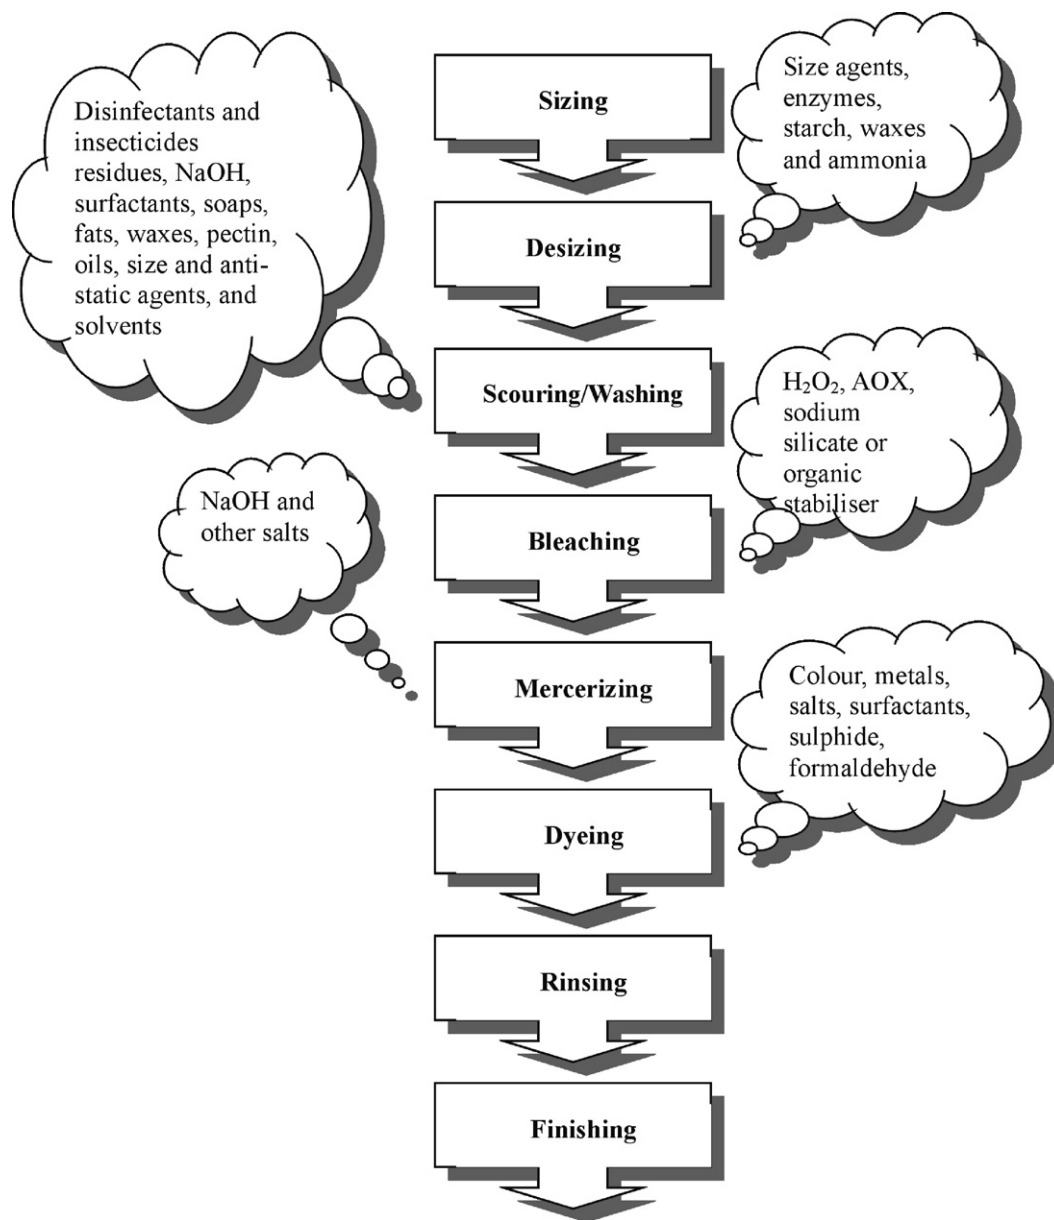 Sizing
Size agents,
enzymes,
starch, waxes
and ammonia
Disinfectants and
insecticides
residues, NaOH,
surfactants, soaps,
fats, waxes, pectin,
oils, size and anti-
static agents, and
solvents
Desizing
Scouring/Washing
H₂O₂, AOX,
sodium
silicate or
organic
stabiliser
NaOH and
other salts
Bleaching
Mercerizing
Colour, metals,
salts, surfactants,
sulphide,
formaldehyde
Dyeing
Rinsing
Finishing